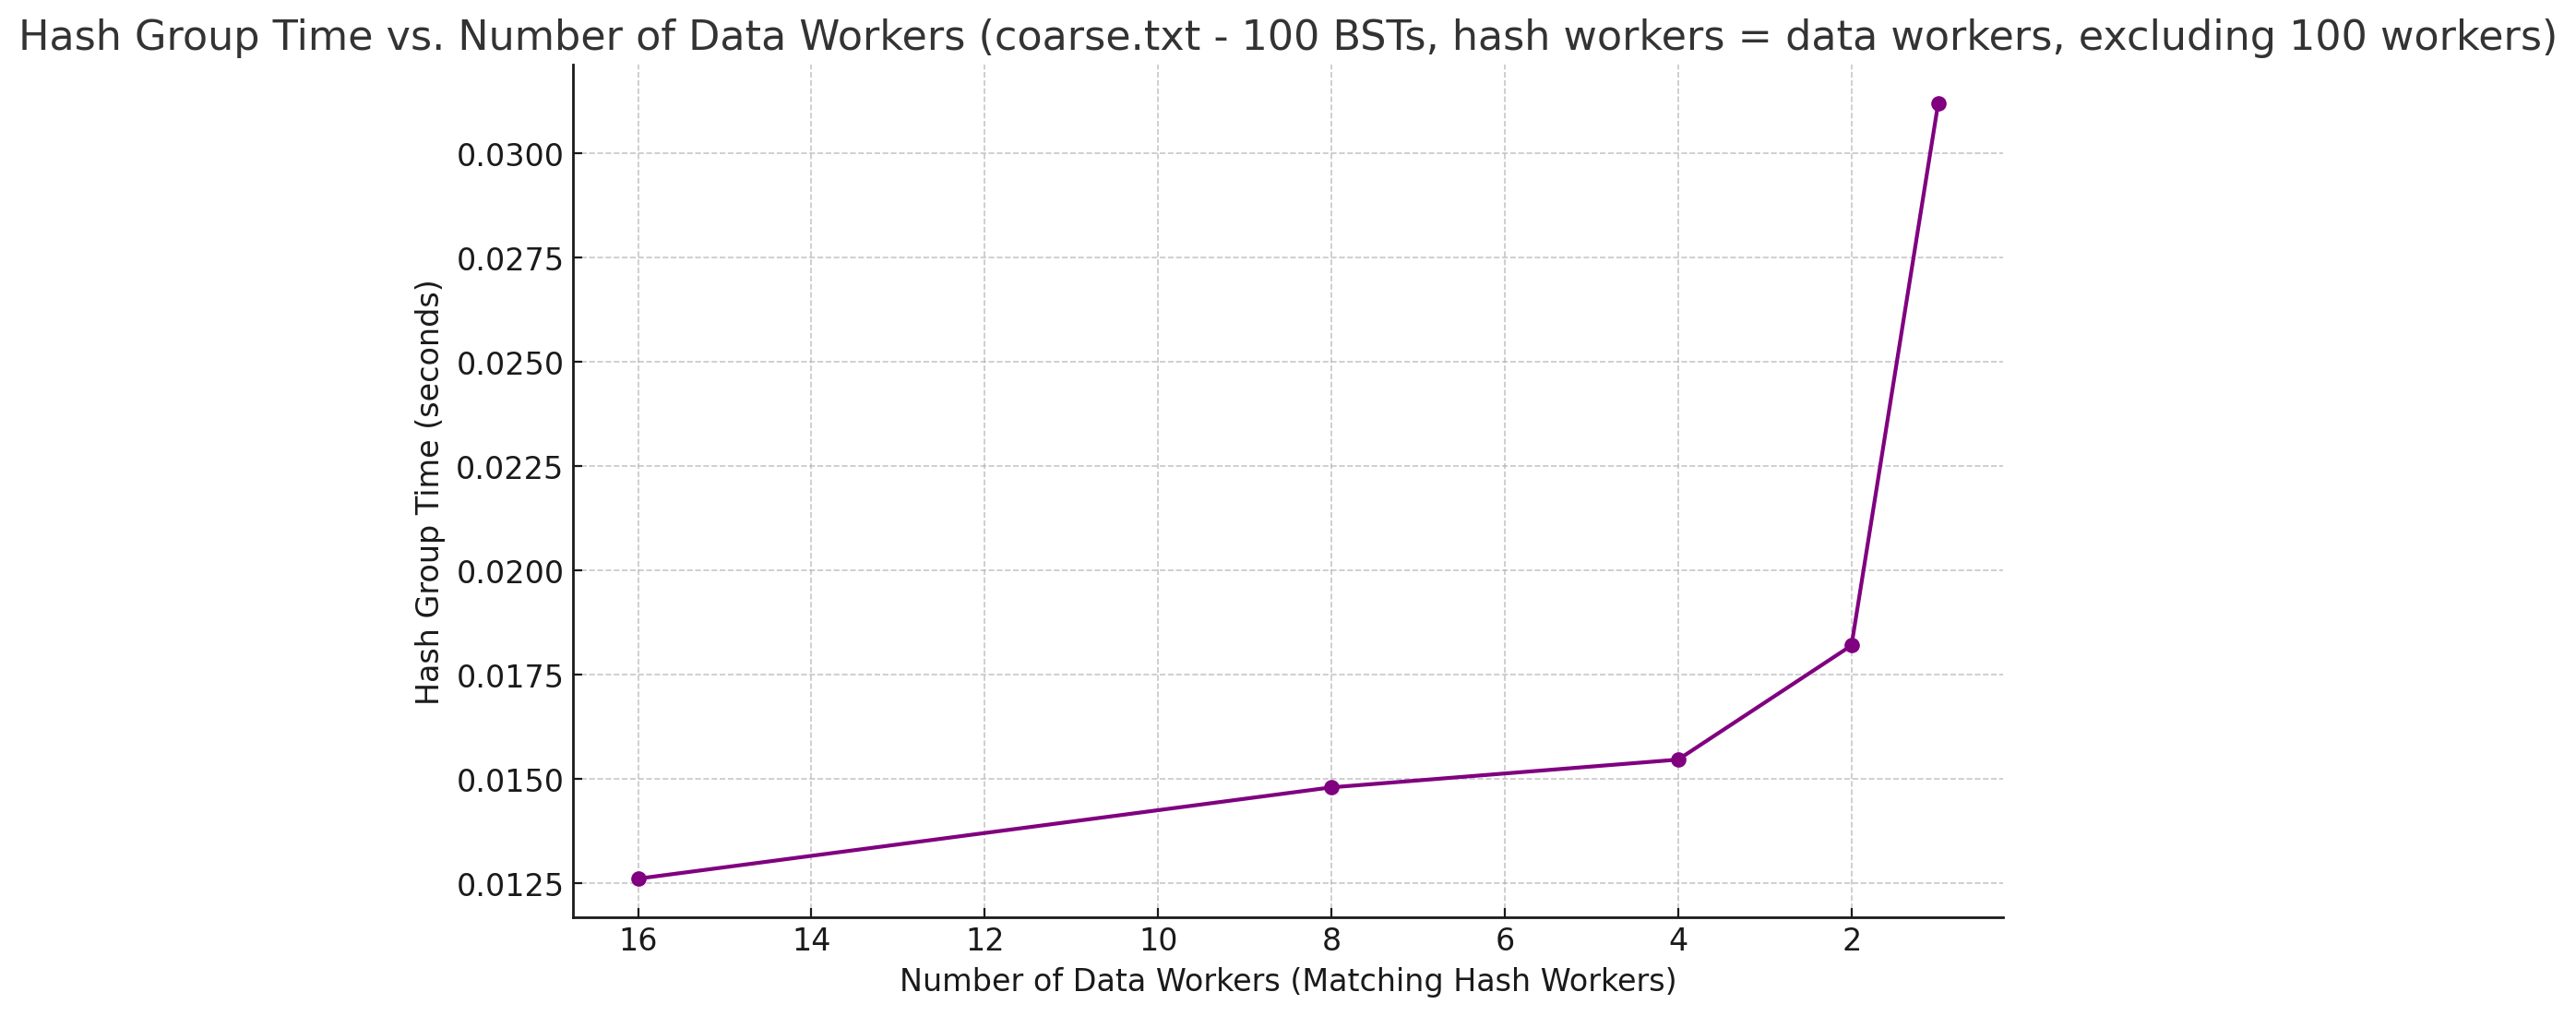 Hash Group Time vs. Number of Data Workers (coarse.txt - 100 BSTs, hash workers = data workers, excluding 100 workers)
Hash Group Time (seconds)
0.0300
0.0275
0.0250
0.0225
0.0200
0.0175
0.0150
0.0125
16 14 12 10 8 6 4 2
Number of Data Workers (Matching Hash Workers)